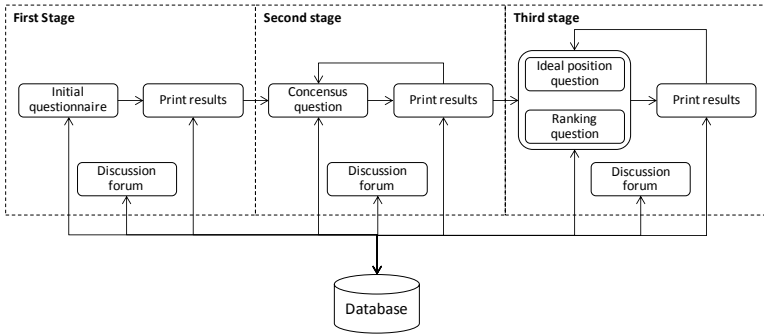 First Stage
Second stage
Third stage
Initial
questionnaire
Print results
Concensus
question
Print results
Ideal position
question
Ranking
question
Print results
Discussion
forum
Discussion
forum
Discussion
forum
Database